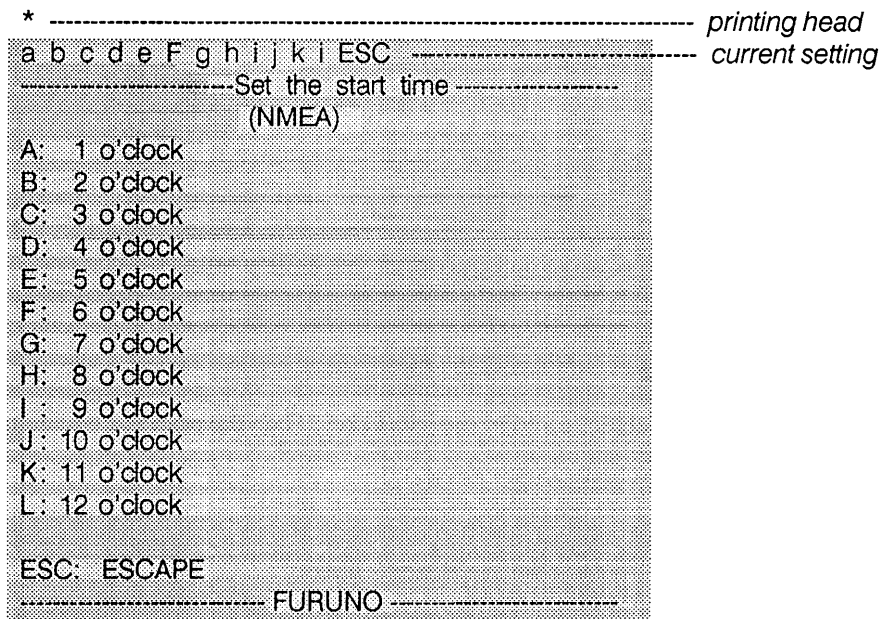 * printing head
a b c d e F g h i j k i ESC current setting
Set the start time
(NMEA)
A: 1 o'clock
B: 2 o'clock
C: 3 o'clock
D: 4 o'clock
E: 5 o'clock
F: 6 o'clock
G: 7 o'clock
H: 8 o'clock
I : 9 o'clock
J : 10 o'clock
K: 11 o'clock
L : 12 o'clock
ESC: ESCAPE
FURUNO